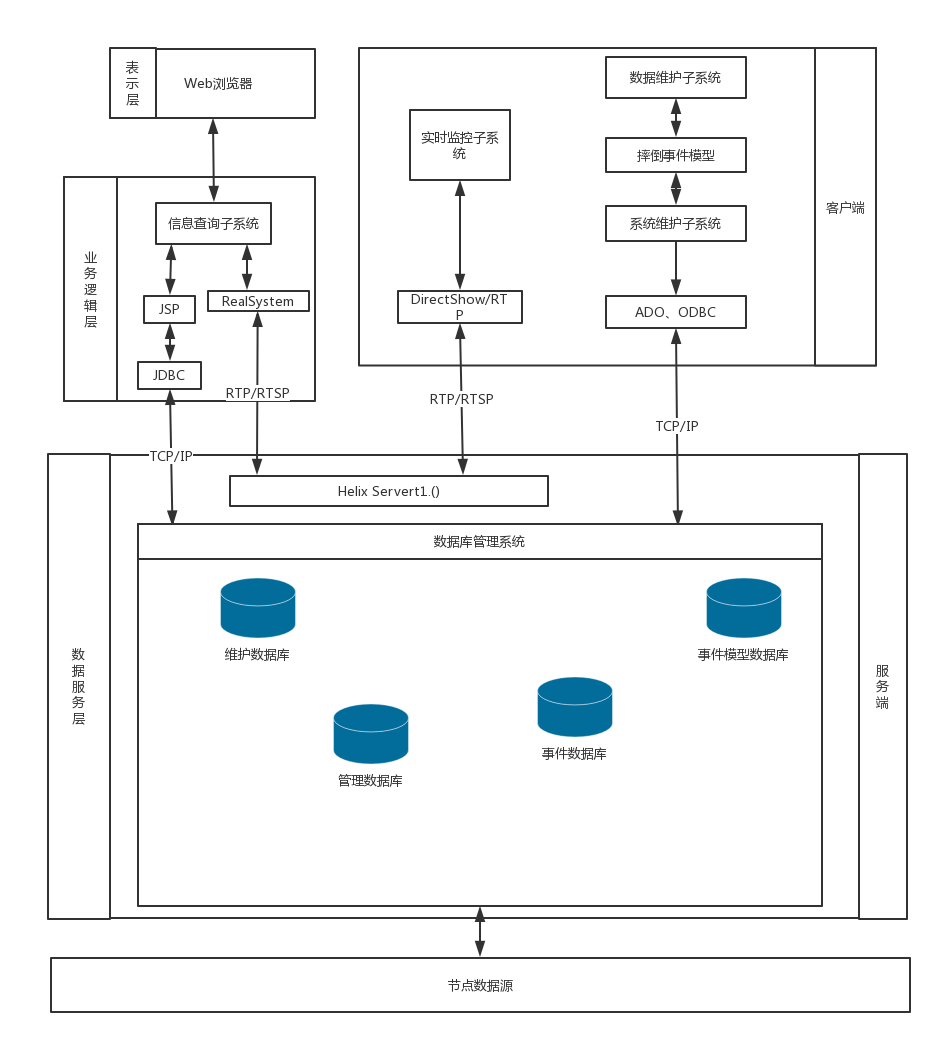 表
示
层
Web浏览器
业
务
逻
辑
层
信息查询子系统
JSP
RealSystem
JDBC
实时监控子系
统
DirectShow/RT
P
数据维护子系统
摔倒事件模型
系统维护子系统
ADO、ODBC
客户端
RTP/RTSP
RTP/RTSP
TCP/IP
TCP/IP
数
据
服
务
层
Helix Servert1.()
数据库管理系统
维护数据库
事件模型数据库
管理数据库
事件数据库
服
务
端
节点数据源